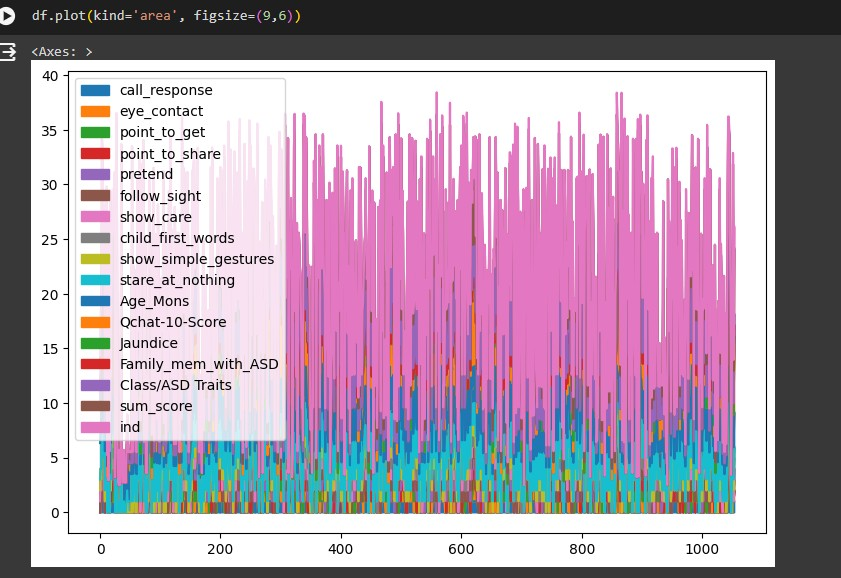 df.plot(kind='area', figsize=(9,6))
<Axes: >
40
35
30
25
20
15
10
5
0
call_response
eye_contact
point_to_get
point_to_share
pretend
follow_sight
show_care
child_first_words
show_simple_gestures
stare_at_nothing
Age_Mons
Qchat-10-Score
Jaundice
Family_mem_with_ASD
Class/ASD Traits
sum_score
ind
0 200 400 600 800 1000